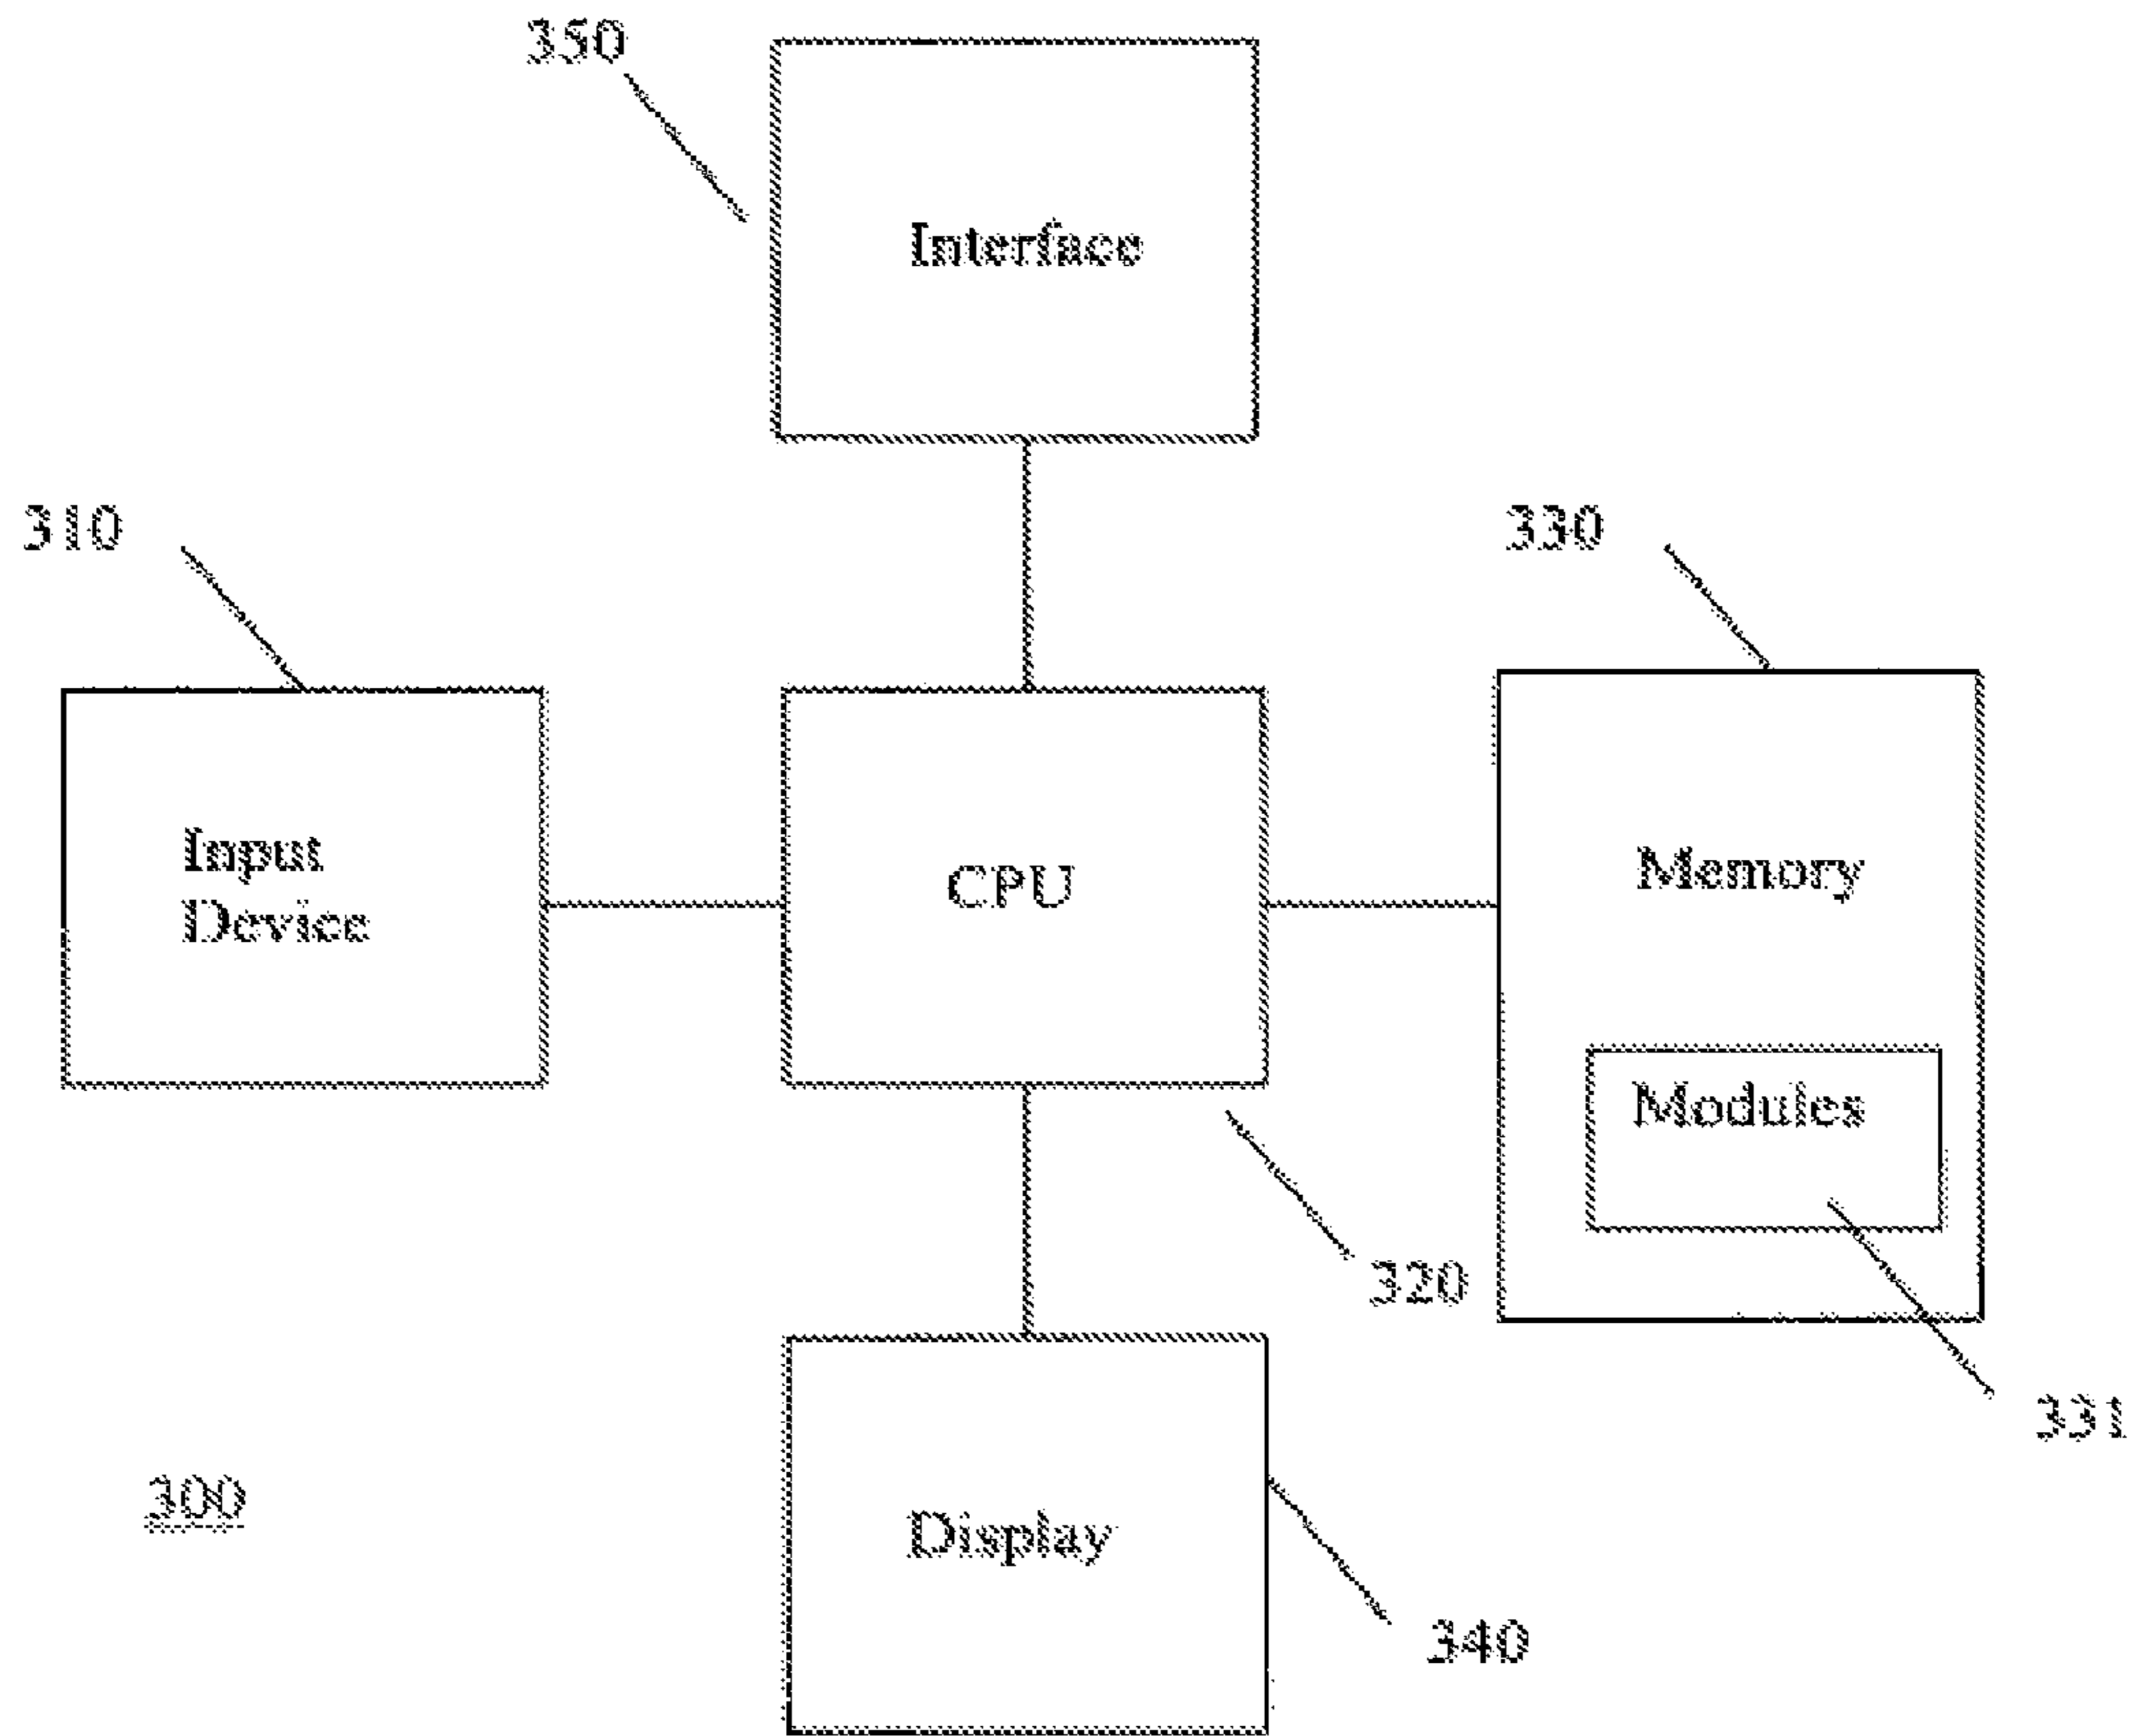 350
Interface
310
330
Input
Device
CPU
Memory
Modules
320
331
300
Display
340